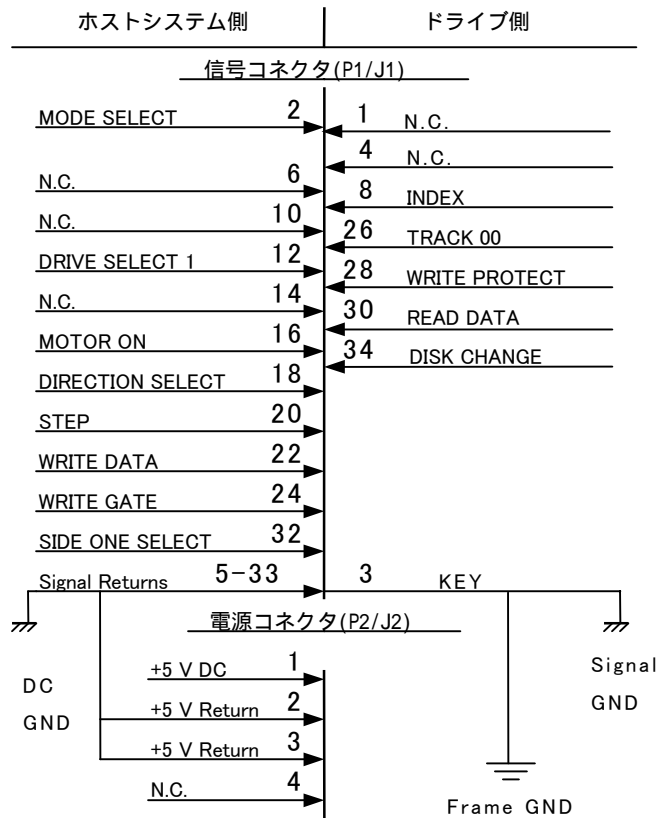 ホストシステム側 ドライブ側
信号コネクタ(P1/J1)
MODE SELECT 2 1 N.C.
4 N.C.
N.C. 6 8 INDEX
N.C. 10 26 TRACK 00
DRIVE SELECT 1 12 28 WRITE PROTECT
N.C. 14 30 READ DATA
MOTOR ON 16 34 DISK CHANGE
DIRECTION SELECT 18
STEP 20
WRITE DATA 22
WRITE GATE 24
SIDE ONE SELECT 32
Signal Returns 5-33 3 KEY
電源コネクタ(P2/J2)
+5 V DC 1
DC
GND
Signal
GND
+5 V Return 2
+5 V Return 3
N.C. 4
Frame GND